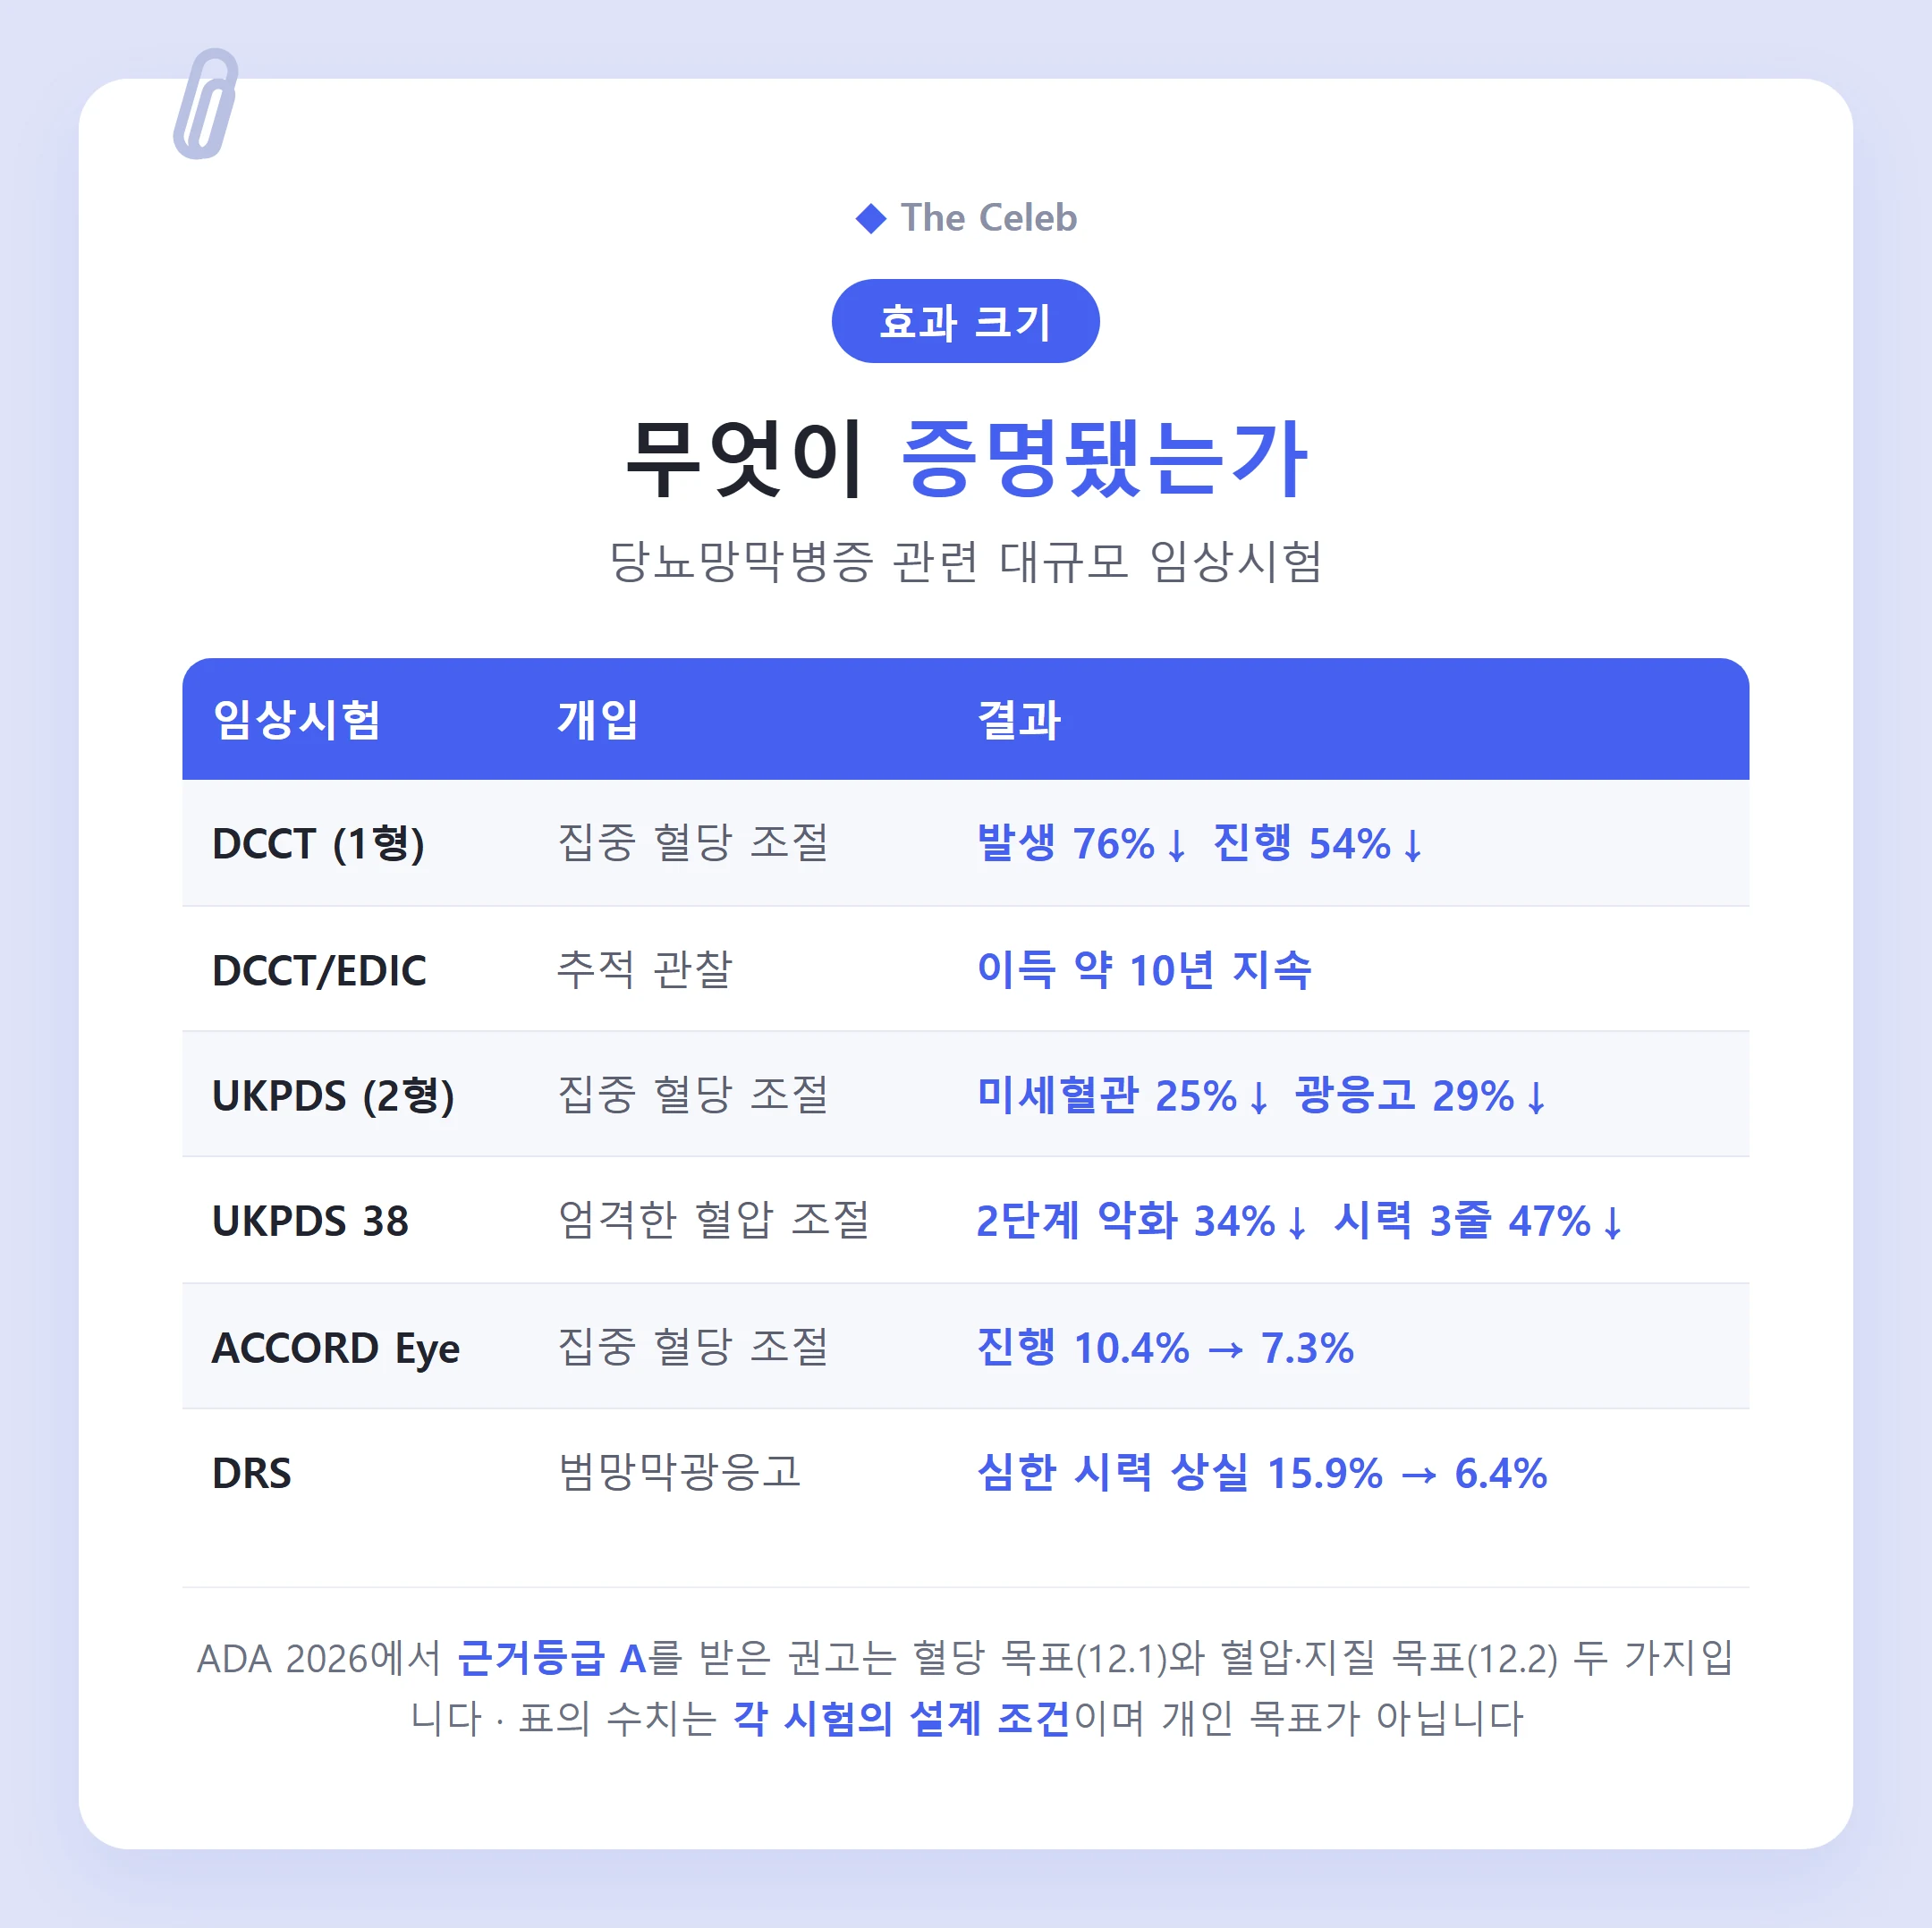 ◆ The Celeb
효과 크기
무엇이 증명됐는가
당뇨망막병증 관련 대규모 임상시험
임상시험 개입 결과
DCCT (1형) 집중 혈당 조절 발생 76%↓ 진행 54%↓
DCCT/EDIC 추적 관찰 이득 약 10년 지속
UKPDS (2형) 집중 혈당 조절 미세혈관 25%↓ 광응고 29%↓
UKPDS 38 엄격한 혈압 조절 2단계 악화 34%↓ 시력 3줄 47%↓
ACCORD Eye 집중 혈당 조절 진행 10.4% → 7.3%
DRS 범망막광응고 심한 시력 상실 15.9% → 6.4%
ADA 2026에서 근거등급 A를 받은 권고는 혈당 목표(12.1)와 혈압·지질 목표(12.2) 두 가지입
니다 · 표의 수치는 각 시험의 설계 조건이며 개인 목표가 아닙니다